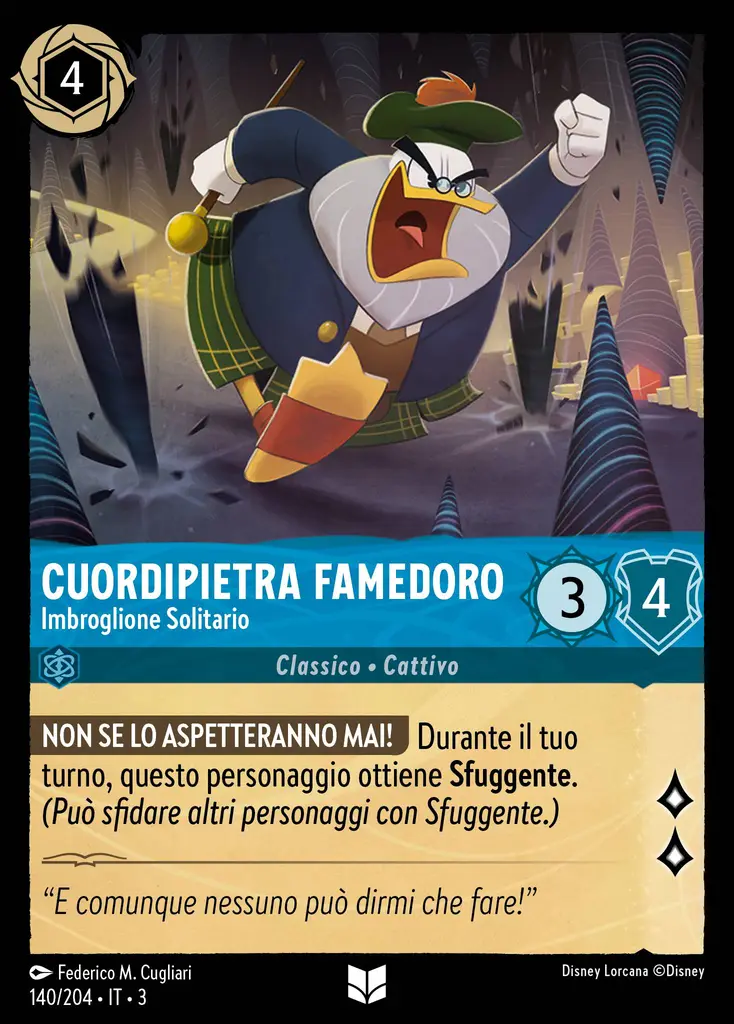 4
CUORDIPIETRA FAMEDORO
Imbroglione Solitario
3
4
Classico • Cattivo
NON SE LO ASPETTERANNO MAI! Durante il tuo
turno, questo personaggio ottiene Sfuggente.
(Può sfidare altri personaggi con Sfuggente.)
“E comunque nessuno può dirmi che fare!”
Federico M. Cugliari
Disney Lorcana ©Disney
140/204 • IT • 3